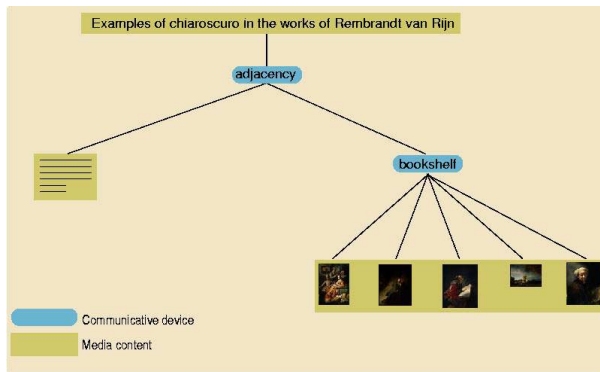 Examples of chiaroscuro in the works of Rembrandt van Rijn
adjacency
bookshelf
Communicative device
Media content